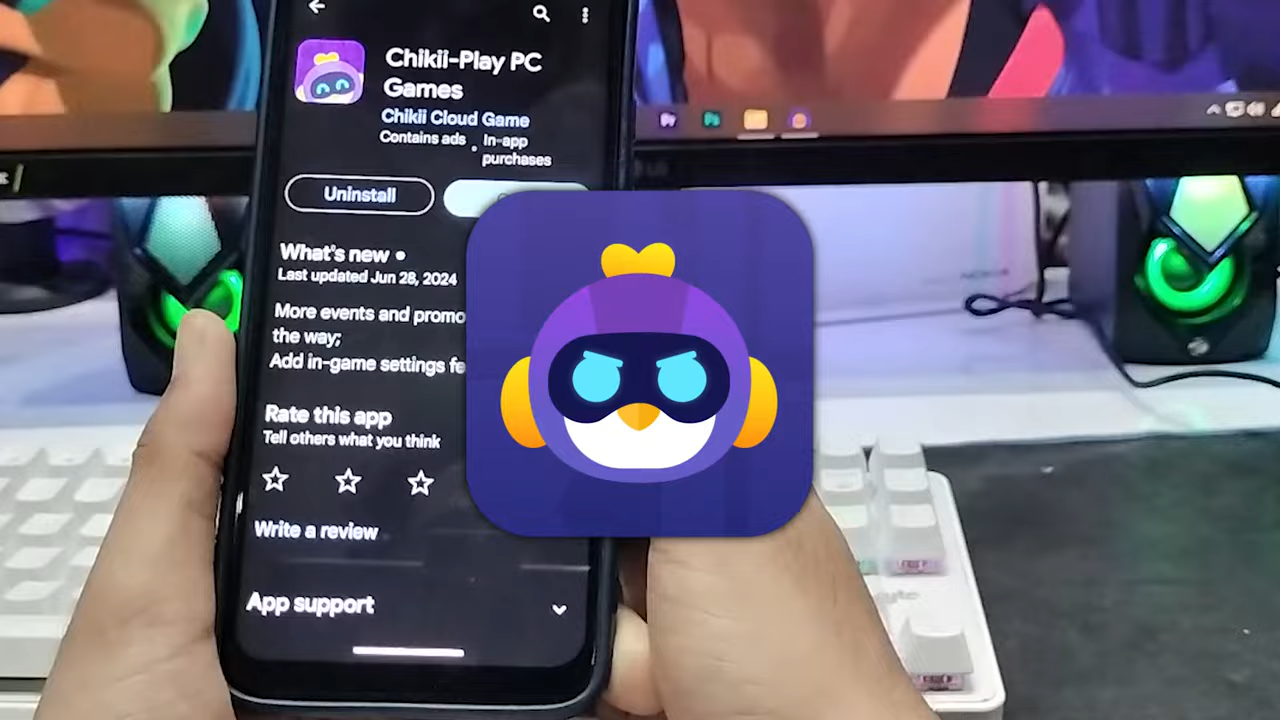 Chikii-Play PC
Games
Chikii Cloud Game
Contains ads
In-app
purchases
Uninstall
What's new
Last updated Jun 28, 2024
More events and promo
the way;
Add in-game settings fe
Rate this app
Tell others what you think
Write a review
App support
Pr